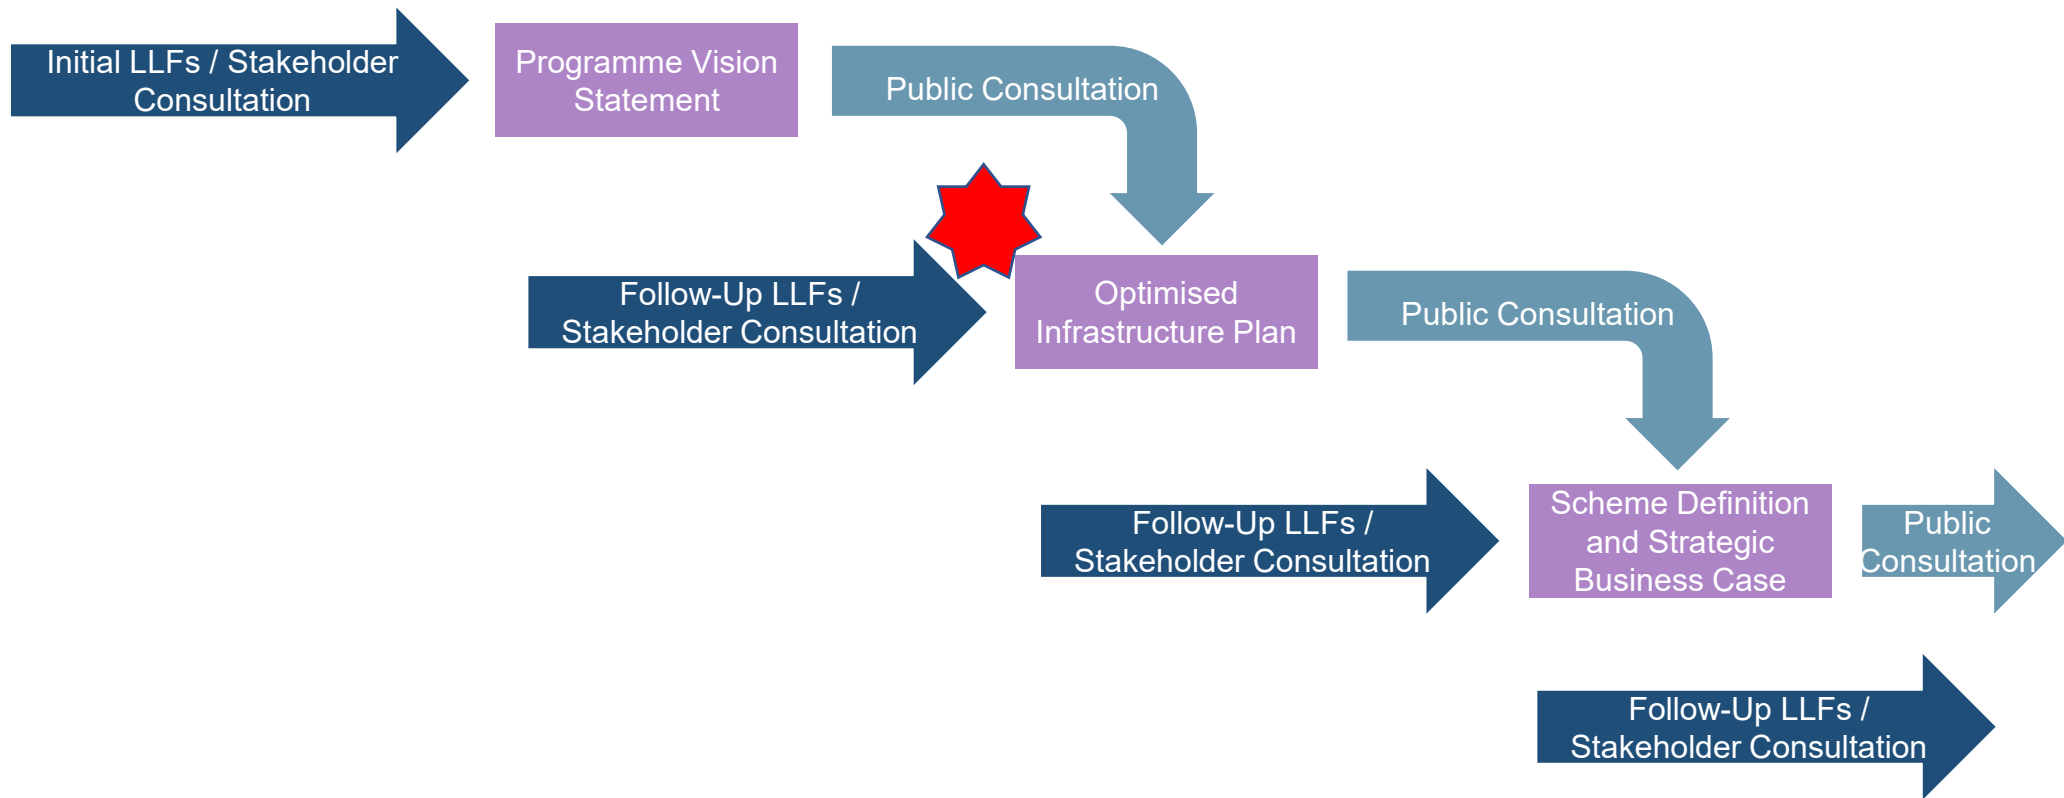 Initial LLFs / Stakeholder
Consultation
Programme Vision
Statement
Public Consultation
Follow-Up LLFs /
Stakeholder Consultation
Optimised
Infrastructure Plan
Public Consultation
Follow-Up LLFs /
Stakeholder Consultation
Scheme Definition
and Strategic
Business Case
Public
Consultation
Follow-Up LLFs /
Stakeholder Consultation